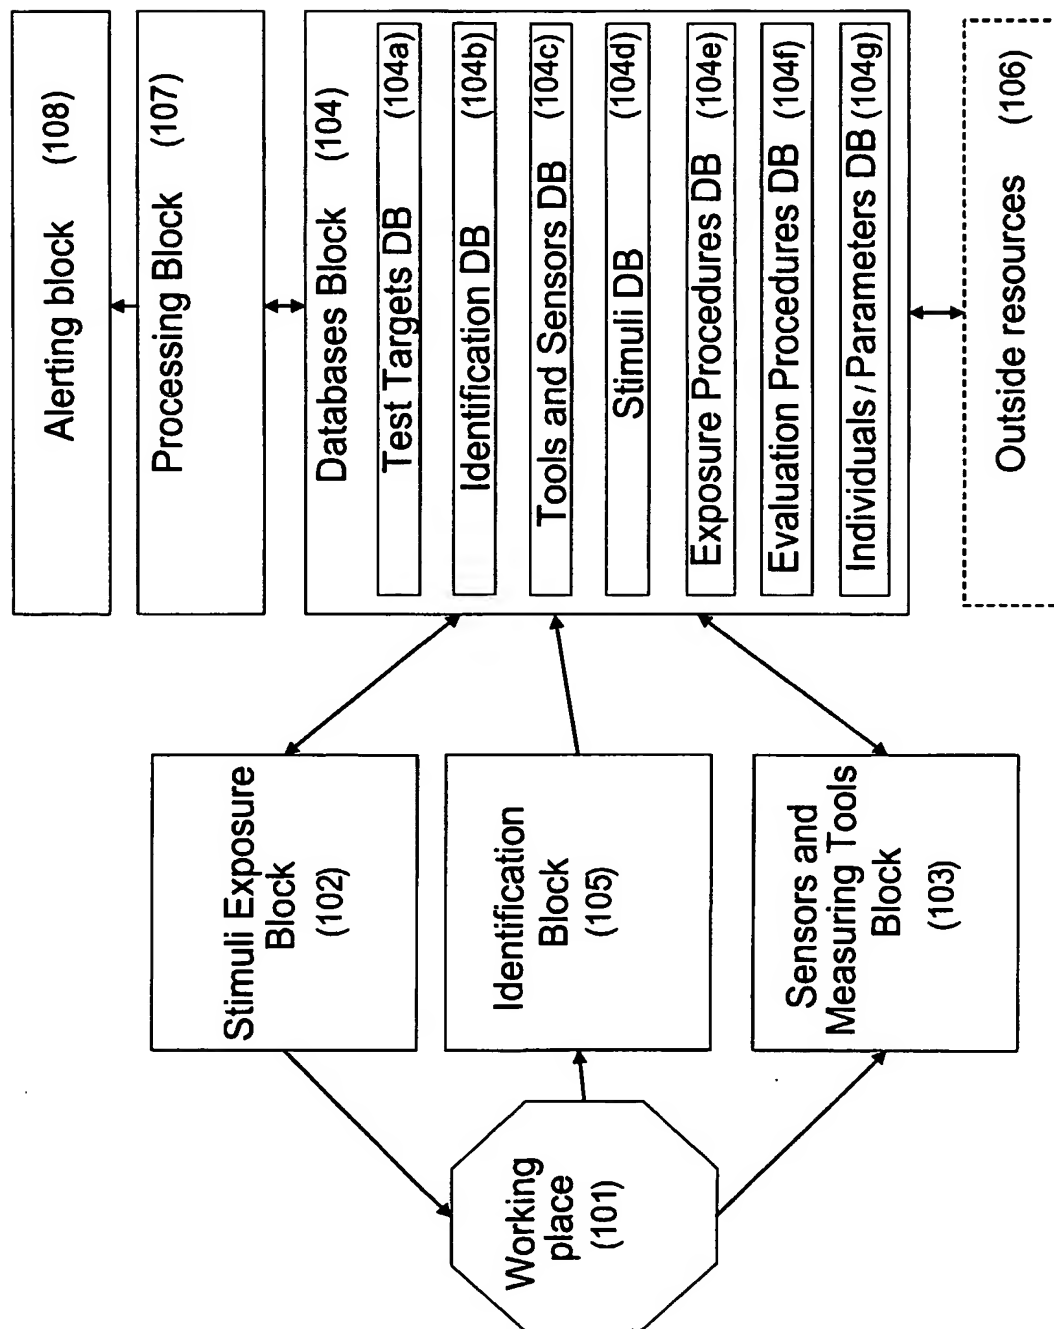 Alerting block (108)
Processing Block (107)
Databases Block (104)
Test Targets DB (104a)
Identification DB (104b)
Tools and Sensors DB (104c)
Stimuli DB (104d)
Exposure Procedures DB (104e)
Evaluation Procedures DB (104f)
Individuals / Parameters DB (104g)
Outside resources (106)
Stimuli Exposure
Block
(102)
Identification
Block
(105)
Sensors and
Measuring Tools
Block
(103)
Working
place
(101)